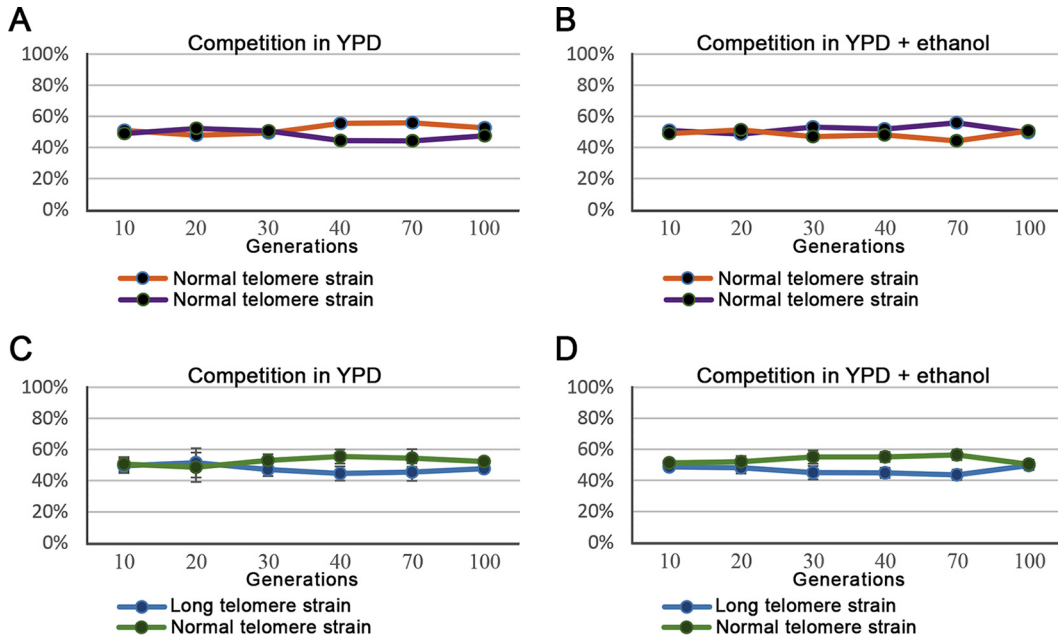 A
Competition in YPD
100%
80%
60%
40%
20%
0%
10 20 30 40 70 100
Generations
Normal telomere strain
Normal telomere strain
B
Competition in YPD + ethanol
100%
80%
60%
40%
20%
0%
10 20 30 40 70 100
Generations
Normal telomere strain
Normal telomere strain
C
Competition in YPD
100%
80%
60%
40%
20%
0%
10 20 30 40 70 100
Generations
Long telomere strain
Normal telomere strain
D
Competition in YPD + ethanol
100%
80%
60%
40%
20%
0%
10 20 30 40 70 100
Generations
Long telomere strain
Normal telomere strain